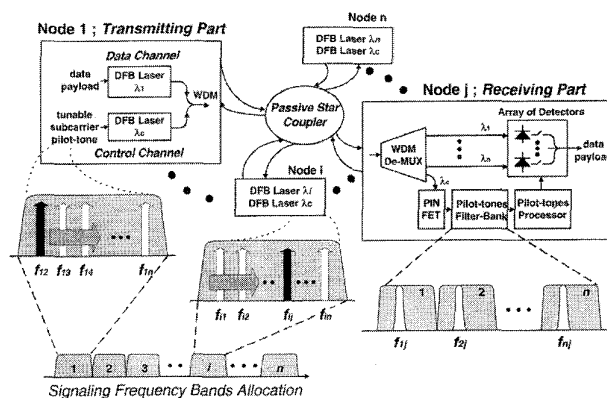 Node 1 ; Transmitting Part
Data Channel
data payload
DFB Laser λ1
WDM
tunable subcarrier pilot-tone
DFB Laser λc
Control Channel
Node n
DFB Laser λn
DFB Laser λc
Passive Star Coupler
Node i
DFB Laser λi
DFB Laser λc
Node j ; Receiving Part
Array of Detectors
λ1
WDM De-MUX
λn
data payload
λc
PIN FET
Pilot-tones Filter-Bank
Pilot-tones Processor
f12 f13 f14 ... f1n
fi1 fi2 .. fij fin
1 2 ... n
f1j f2j fnj
1 2 3 .. i ... n
Signaling Frequency Bands Allocation